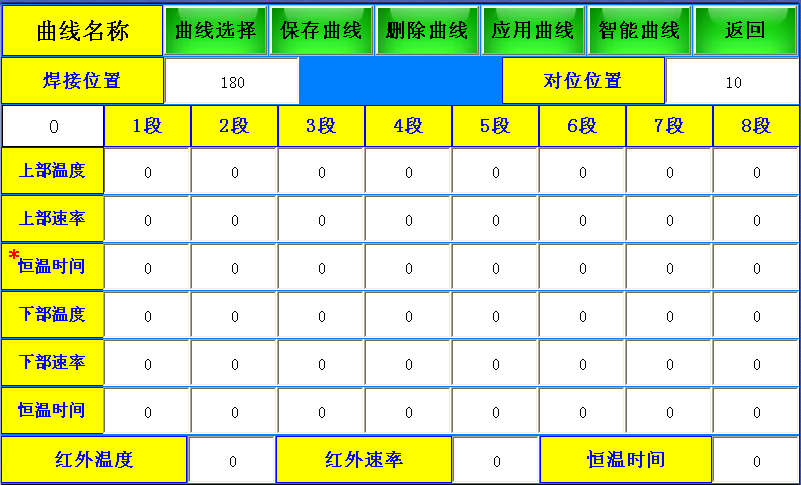 曲线名称 曲线选择 保存曲线 删除曲线 应用曲线 智能曲线 返回
焊接位置 180 对位位置 10
0 1段 2段 3段 4段 5段 6段 7段 8段
上部温度 0 0 0 0 0 0 0 0
上部速率 0 0 0 0 0 0 0 0
*恒温时间 0 0 0 0 0 0 0 0
下部温度 0 0 0 0 0 0 0 0
下部速率 0 0 0 0 0 0 0 0
恒温时间 0 0 0 0 0 0 0 0
红外温度 0 红外速率 0 恒温时间 0